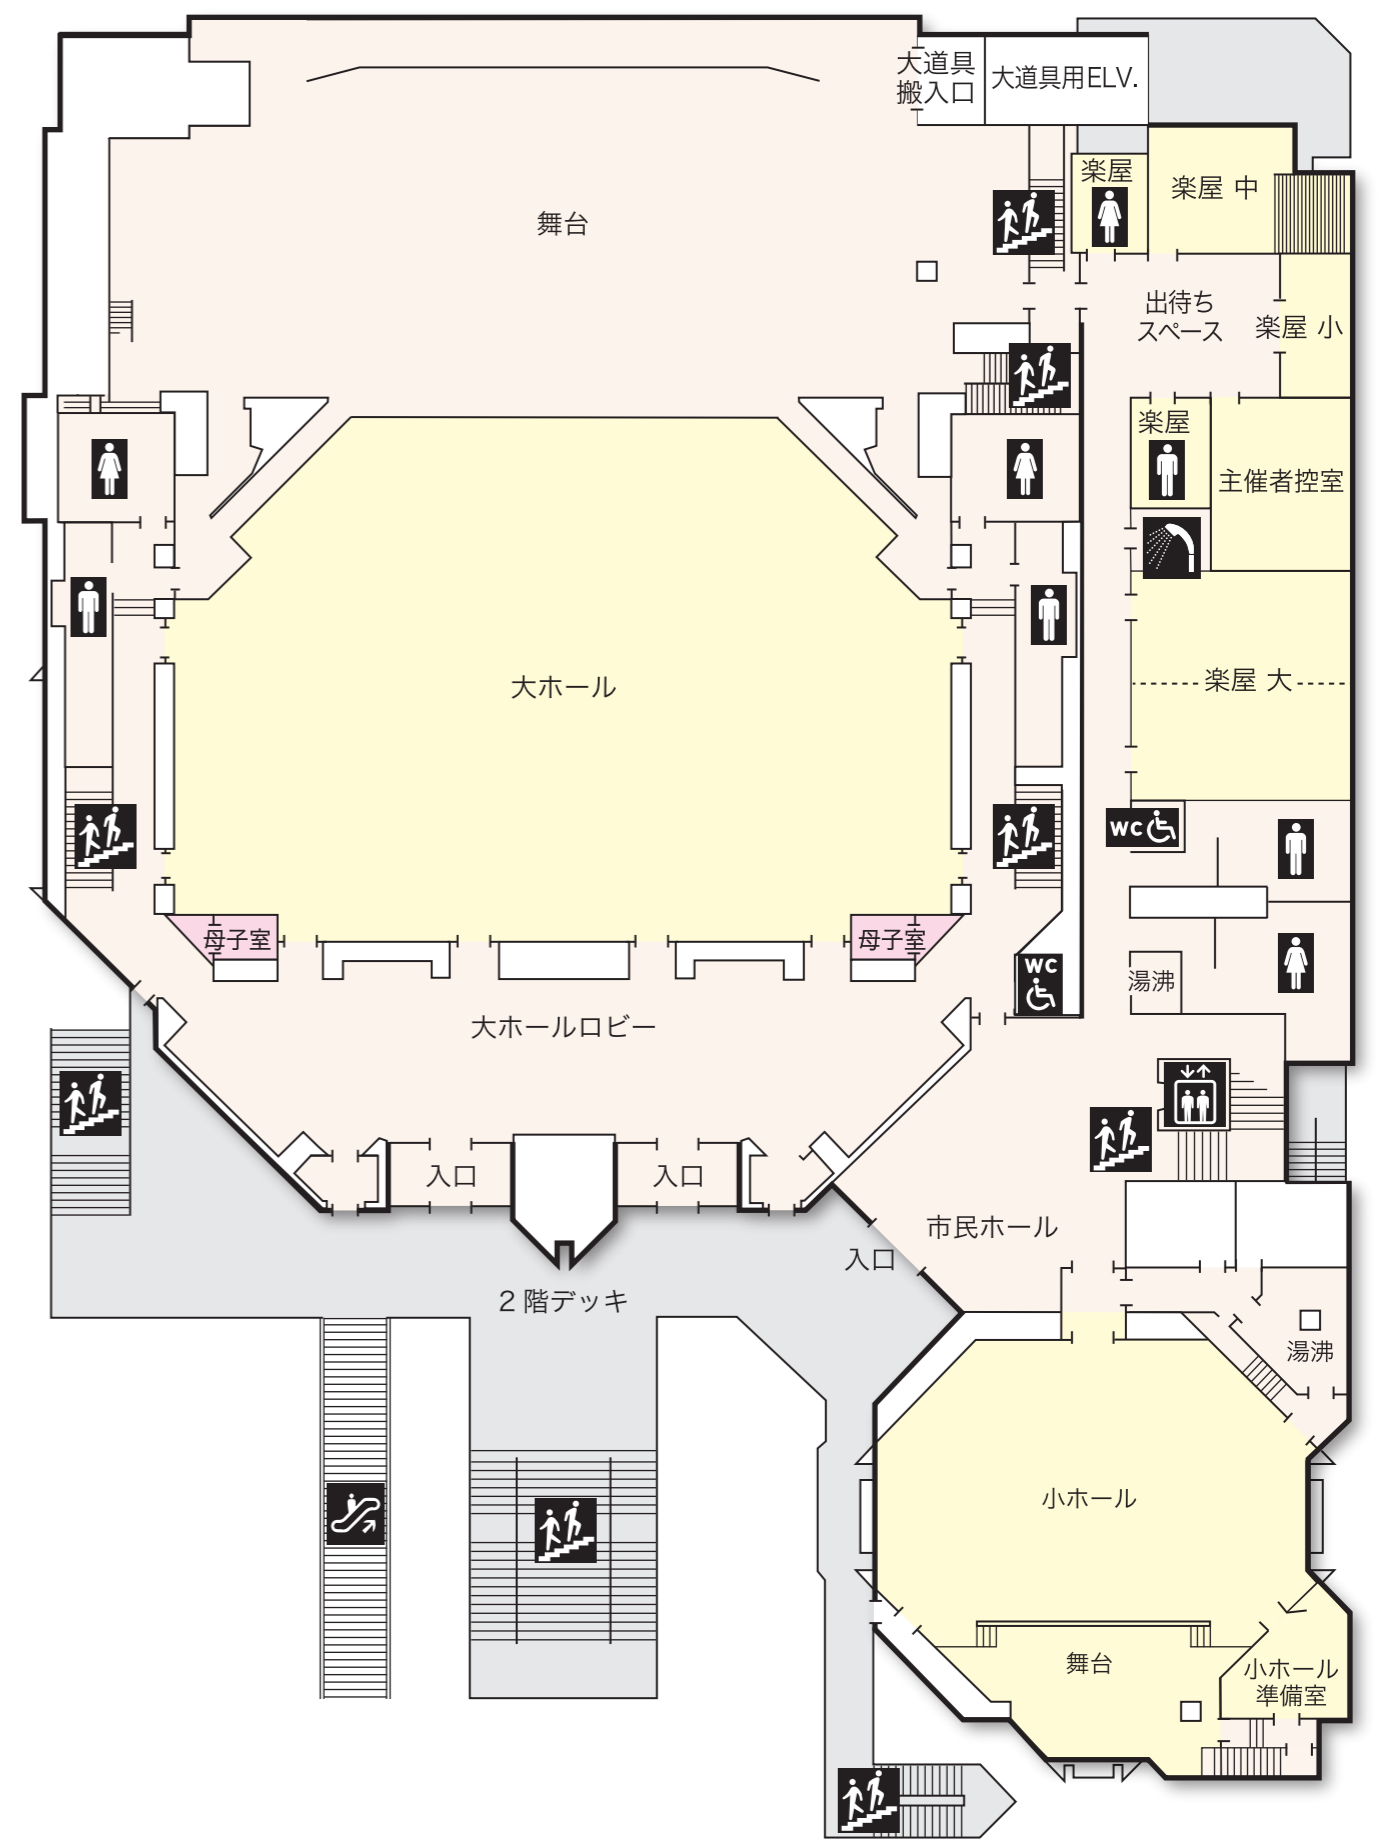 大道具
搬入口
大道具用ELV.
楽屋
楽屋 中
舞台
出待ち
スペース
楽屋 小
楽屋
主催者控室
大ホール
楽屋 大
WC
母子室
母子室
WC
湯沸
大ホールロビー
入口
入口
市民ホール
入口
2階デッキ
湯沸
小ホール
舞台
小ホール
準備室